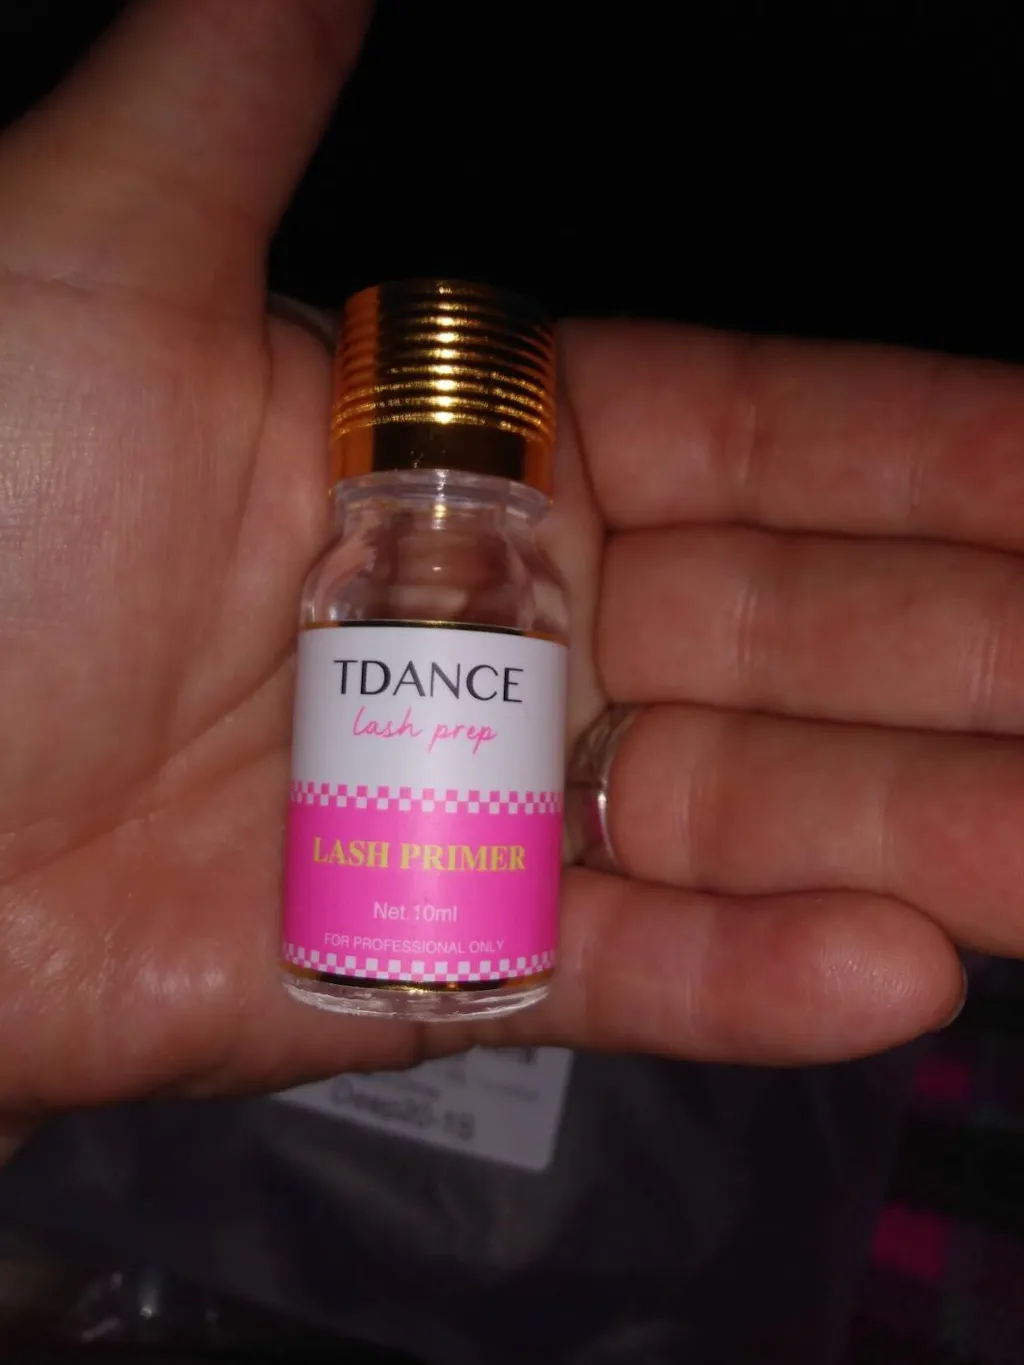 TDANCE
lash prep
LASH PRIMER
Net 10ml
FOR PROFESSIONAL ONLY